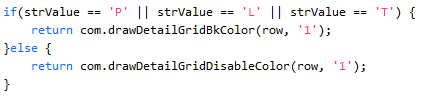 if(strValue == 'P' || strValue == 'L' || strValue == 'T') {
    return com.drawDetailGridBkColor(row, '1');
}else {
    return com.drawDetailGridDisableColor(row, '1');
}